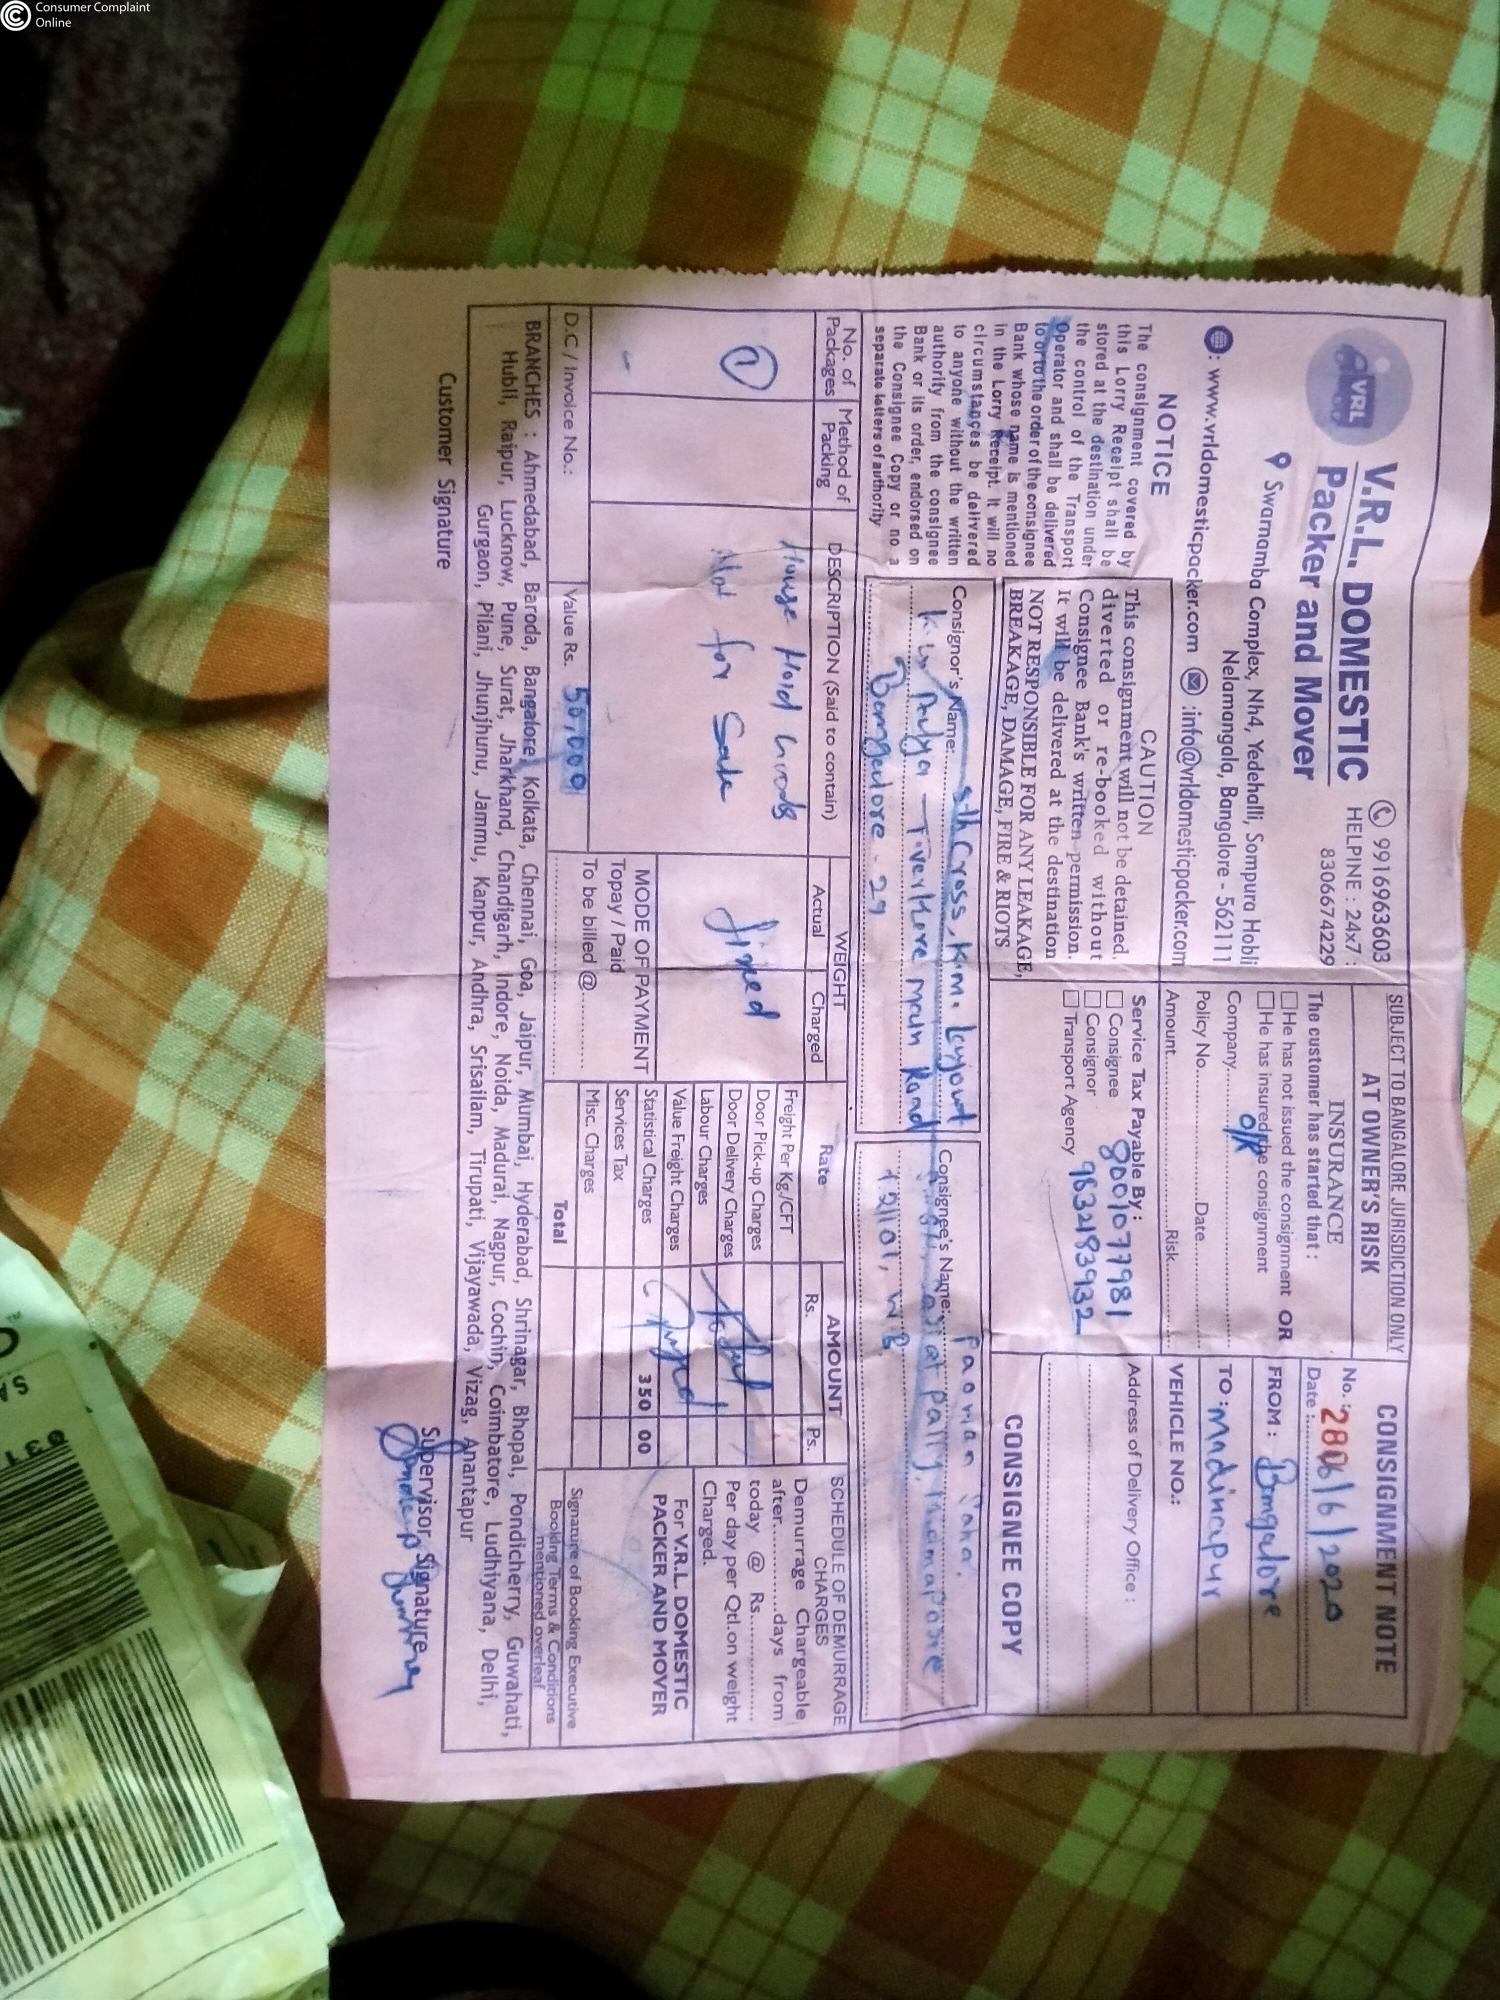 Consumer Complaint
Online
VRL
V.R.L. DOMESTIC
Packer and Mover
9916963603
HELPINE : 24x7 :
8306674229
Swarnamba Complex, Nh4, Yedehalli, Sompura Hobli
Nelamangala, Bangalore - 562111
: www.vrldomesticpacker.com :info@vrldomesticpacker.com
SUBJECT TO BANGALORE JURISDICTION ONLY
AT OWNER'S RISK
INSURANCE
The customer has started that :
He has not issued the consignment OR
He has insured the consignment
Company
Policy No. Date
Amount Risk
CONSIGNMENT NOTE
No. :
Date : 6/6/2020
FROM : Bangalore
TO :
VEHICLE NO.:
NOTICE
The consignment covered by
this Lorry Receipt shall be
stored at the destination under
the control of the Transport
Operator and shall be delivered
to or to the order of the consignee
Bank whose name is mentioned
in the Lorry Receipt. It will no
circumstances be delivered
to anyone without the written
authority from the consignee
Bank or its order, endorsed on
the Consignee Copy or no a
separate letters of authority
CAUTION
This consignment will not be detained.
diverted or re-booked without
Consignee Bank's written permission.
It will be delivered at the destination
NOT RESPONSIBLE FOR ANY LEAKAGE,
BREAKAGE, DAMAGE, FIRE & RIOTS
Service Tax Payable By :
Consignee 8001077981
Consignor 9832183932
Transport Agency
Address of Delivery Office :
CONSIGNEE COPY
Consignor's Name: 5th Cross, K.M. Layout
Main Road
Bangalore - 29
Consignee's Name:
721101, WB
No. of Packages
Method of Packing
DESCRIPTION (Said to contain)
WEIGHT
Actual Charged
Rate
AMOUNT
Rs. Ps.
SCHEDULE OF DEMURRAGE
CHARGES
1
House Hold Goods
Not for Sale
fixed
Freight Per Kg./CFT
Door Pick-up Charges
Door Delivery Charges
Labour Charges
Value Freight Charges
Statistical Charges 350 00
Services Tax
Misc. Charges
Total
Demurrage Chargeable
after..........days from
today @ Rs..........
Per day per Qtl.on weight
Charged.
MODE OF PAYMENT
Topay / Paid
To be billed @
For V.R.L. DOMESTIC
PACKER AND MOVER
D.C / Invoice No.:
Value Rs. 50,000
Signature of Booking Executive
Booking Terms & Conditions
mentioned overleaf
BRANCHES : Ahmedabad, Baroda, Bangalore, Kolkata, Chennai, Goa, Jaipur, Mumbai, Hyderabad, Shrinagar, Bhopal, Pondicherry, Guwahati,
Hubli, Raipur, Lucknow, Pune, Surat, Jharkhand, Chandigarh, Indore, Noida, Madurai, Nagpur, Cochin, Coimbatore, Ludhiyana, Delhi,
Gurgaon, Pilani, Jhunjhunu, Jammu, Kanpur, Andhra, Srisailam, Tirupati, Vijayawada, Vizag, Anantapur
Customer Signature
Supervisor Signature